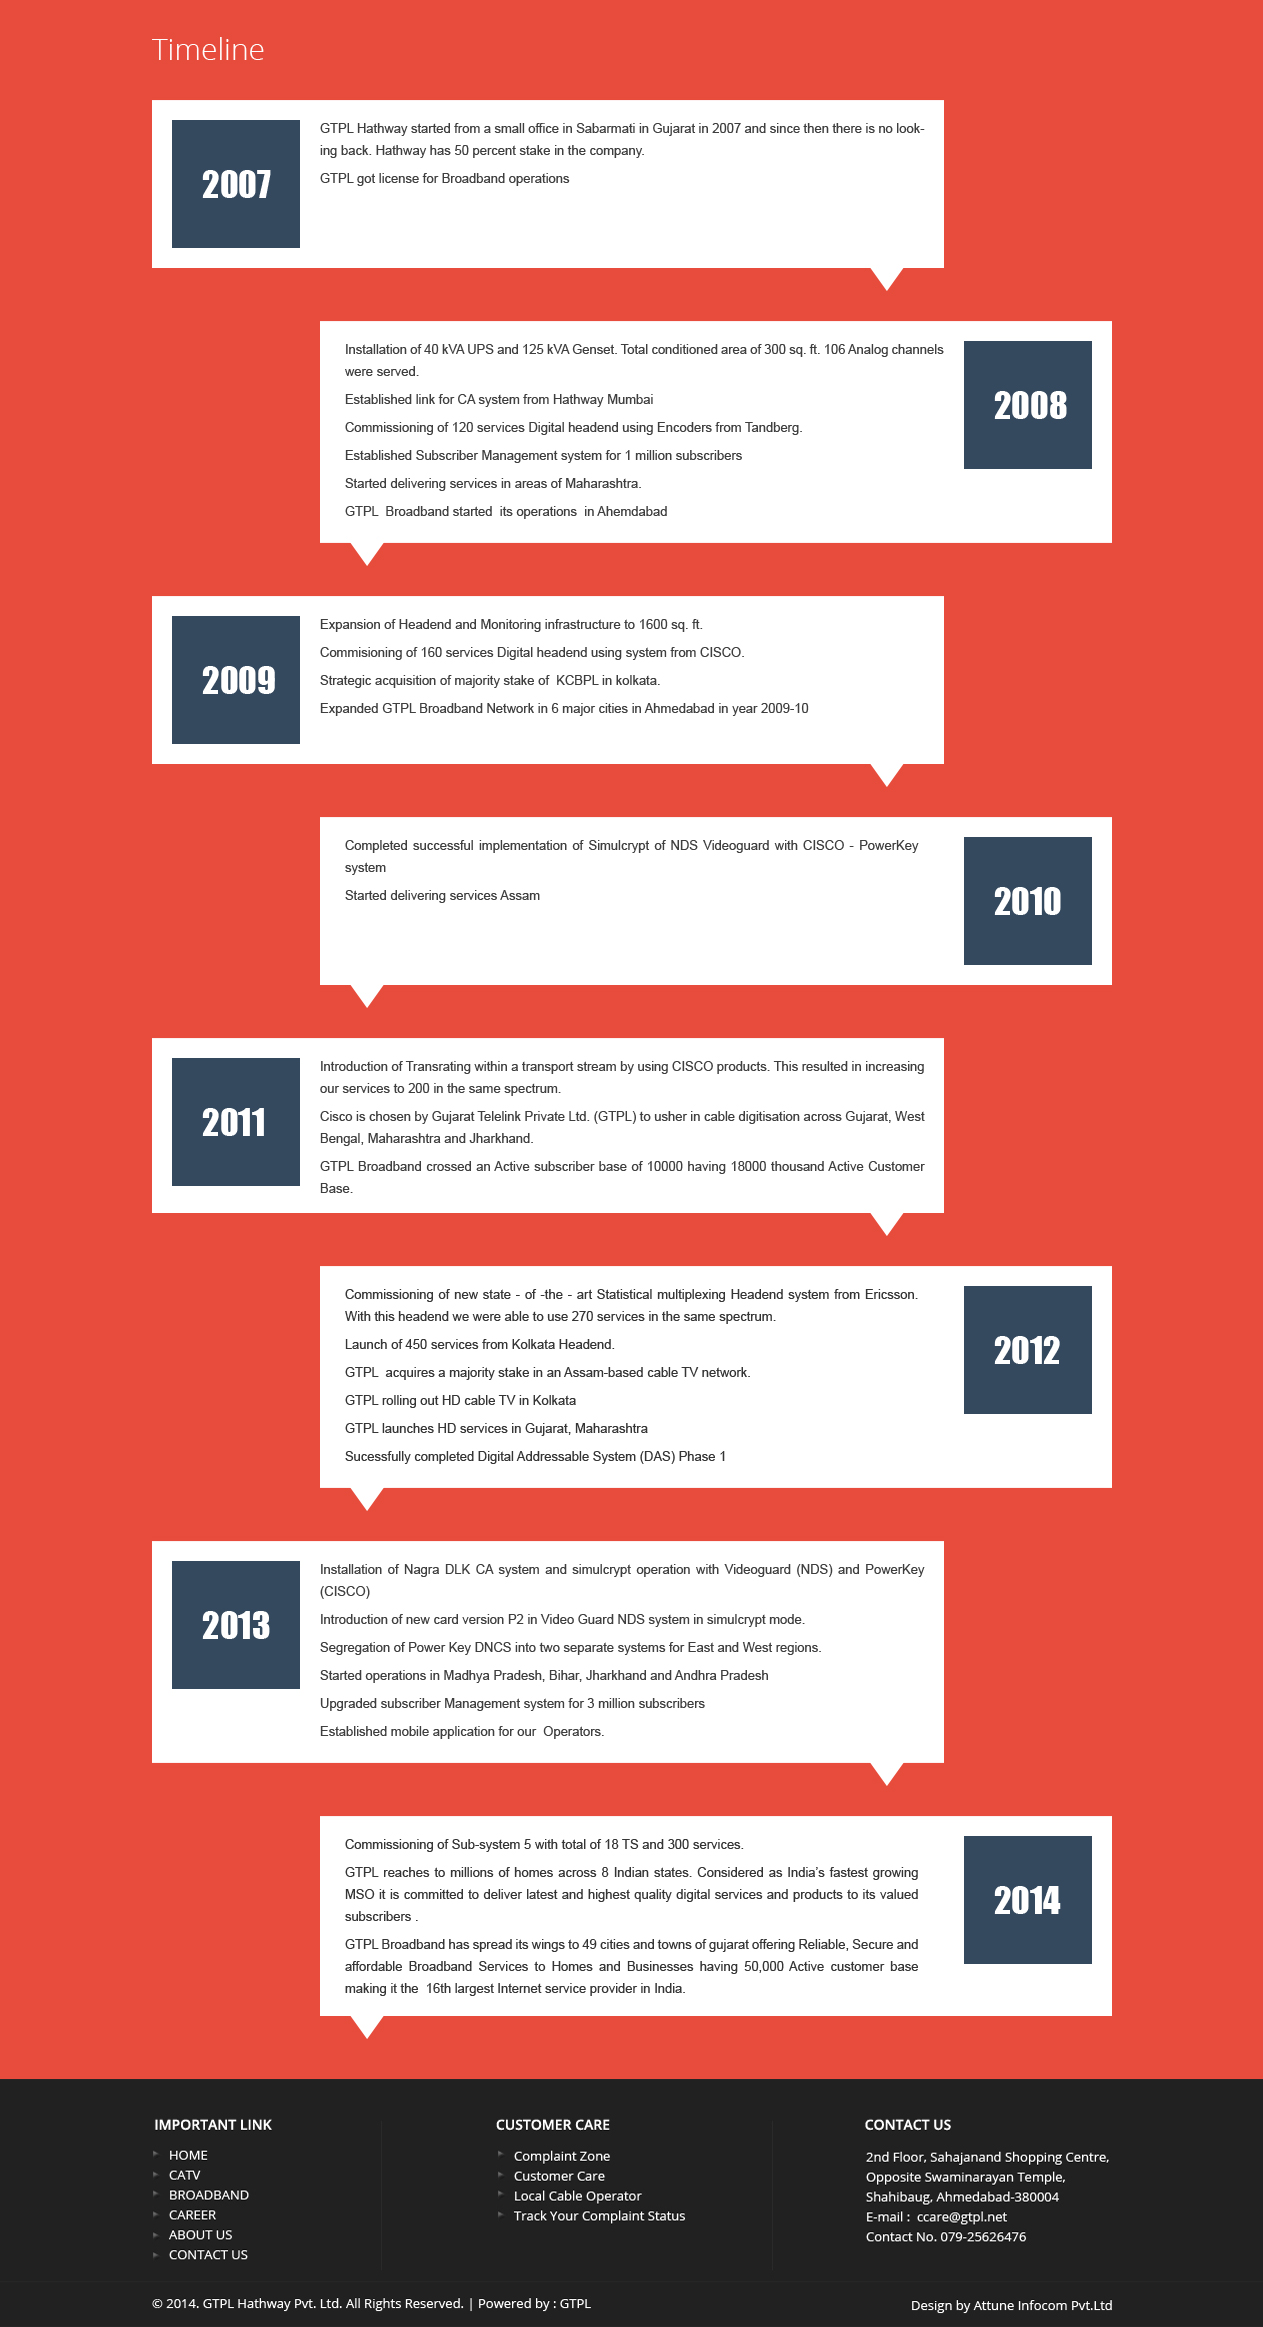 Timeline
2007
GTPL Hathway started from a small office in Sabarmati in Gujarat in 2007 and since then there is no look-
ing back. Hathway has 50 percent stake in the company.
GTPL got license for Broadband operations
Installation of 40 kVA UPS and 125 kVA Genset. Total conditioned area of 300 sq. ft. 106 Analog channels
were served.
Established link for CA system from Hathway Mumbai
Commissioning of 120 services Digital headend using Encoders from Tandberg.
Established Subscriber Management system for 1 million subscribers
Started delivering services in areas of Maharashtra.
GTPL  Broadband started  its operations  in Ahemdabad
2008
2009
Expansion of Headend and Monitoring infrastructure to 1600 sq. ft.
Commisioning of 160 services Digital headend using system from CISCO.
Strategic acquisition of majority stake of  KCBPL in kolkata.
Expanded GTPL Broadband Network in 6 major cities in Ahmedabad in year 2009-10
Completed successful implementation of Simulcrypt of NDS Videoguard with CISCO - PowerKey
system
Started delivering services Assam
2010
2011
Introduction of Transrating within a transport stream by using CISCO products. This resulted in increasing
our services to 200 in the same spectrum.
Cisco is chosen by Gujarat Telelink Private Ltd. (GTPL) to usher in cable digitisation across Gujarat, West
Bengal, Maharashtra and Jharkhand.
GTPL Broadband crossed an Active subscriber base of 10000 having 18000 thousand Active Customer
Base.
Commissioning of new state - of -the - art Statistical multiplexing Headend system from Ericsson.
With this headend we were able to use 270 services in the same spectrum.
Launch of 450 services from Kolkata Headend.
GTPL  acquires a majority stake in an Assam-based cable TV network.
GTPL rolling out HD cable TV in Kolkata
GTPL launches HD services in Gujarat, Maharashtra
Sucessfully completed Digital Addressable System (DAS) Phase 1
2012
2013
Installation of Nagra DLK CA system and simulcrypt operation with Videoguard (NDS) and PowerKey
(CISCO)
Introduction of new card version P2 in Video Guard NDS system in simulcrypt mode.
Segregation of Power Key DNCS into two separate systems for East and West regions.
Started operations in Madhya Pradesh, Bihar, Jharkhand and Andhra Pradesh
Upgraded subscriber Management system for 3 million subscribers
Established mobile application for our  Operators.
Commissioning of Sub-system 5 with total of 18 TS and 300 services.
GTPL reaches to millions of homes across 8 Indian states. Considered as India’s fastest growing
MSO it is committed to deliver latest and highest quality digital services and products to its valued
subscribers .
GTPL Broadband has spread its wings to 49 cities and towns of gujarat offering Reliable, Secure and
affordable Broadband Services to Homes and Businesses having 50,000 Active customer base
making it the  16th largest Internet service provider in India.
2014
IMPORTANT LINK
HOME
CATV
BROADBAND
CAREER
ABOUT US
CONTACT US
CUSTOMER CARE
Complaint Zone
Customer Care
Local Cable Operator
Track Your Complaint Status
CONTACT US
2nd Floor, Sahajanand Shopping Centre,
Opposite Swaminarayan Temple,
Shahibaug, Ahmedabad-380004
E-mail :  ccare@gtpl.net
Contact No. 079-25626476
© 2014. GTPL Hathway Pvt. Ltd. All Rights Reserved. | Powered by : GTPL
Design by Attune Infocom Pvt.Ltd